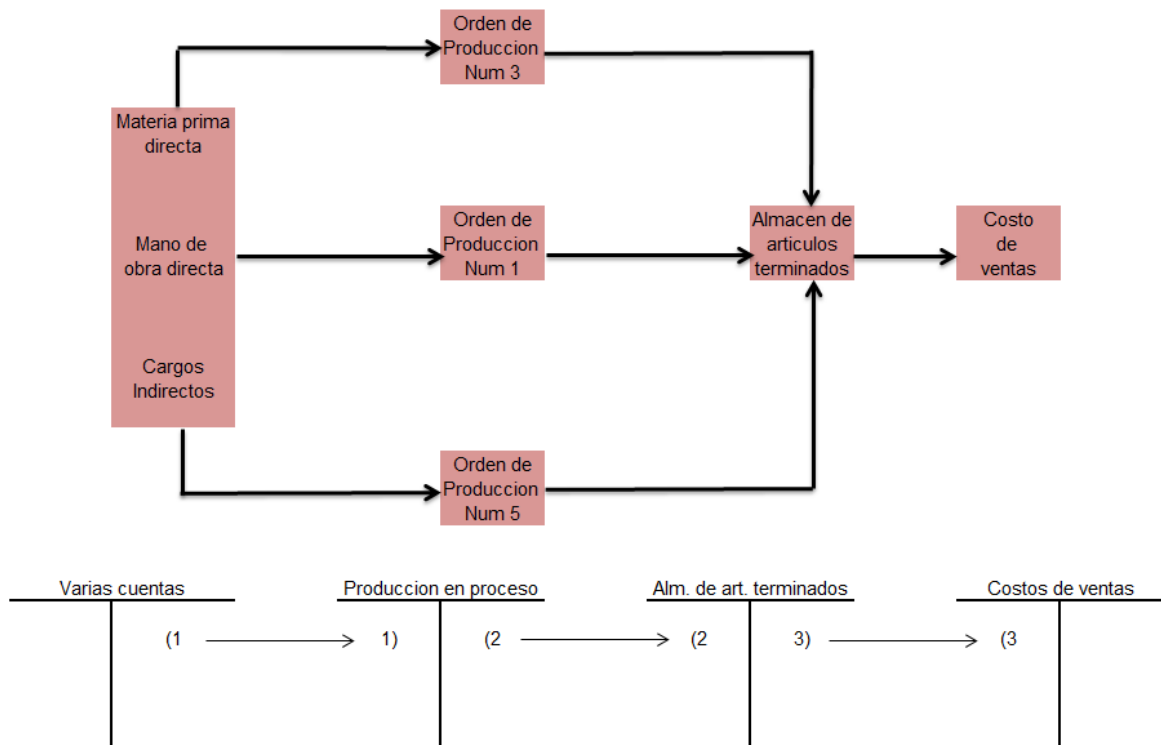 Orden de
Produccion
Num 3
Materia prima
directa
Mano de
obra directa
Cargos
Indirectos
Orden de
Produccion
Num 1
Almacen de
articulos
terminados
Costo
de
ventas
Orden de
Produccion
Num 5
Varias cuentas
Produccion en proceso
Alm. de art. terminados
Costos de ventas
(1
1)
(2
(2
3)
(3